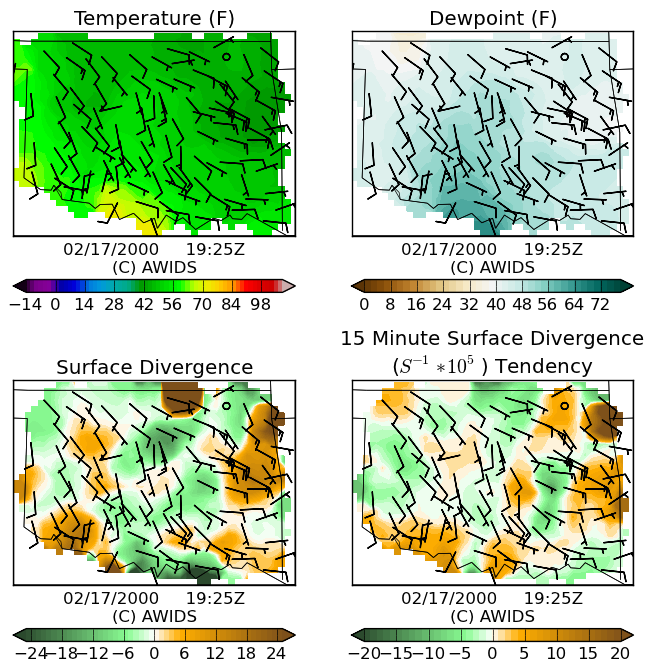 Temperature (F)
Dewpoint (F)
02/17/2000 19:25Z
(C) AWIDS
02/17/2000 19:25Z
(C) AWIDS
−14 0 14 28 42 56 70 84 98
0 8 16 24 32 40 48 56 64 72
Surface Divergence
15 Minute Surface Divergence
(S⁻¹ *10⁵ ) Tendency
02/17/2000 19:25Z
(C) AWIDS
02/17/2000 19:25Z
(C) AWIDS
−24 −18 −12 −6 0 6 12 18 24
−20 −15 −10 −5 0 5 10 15 20